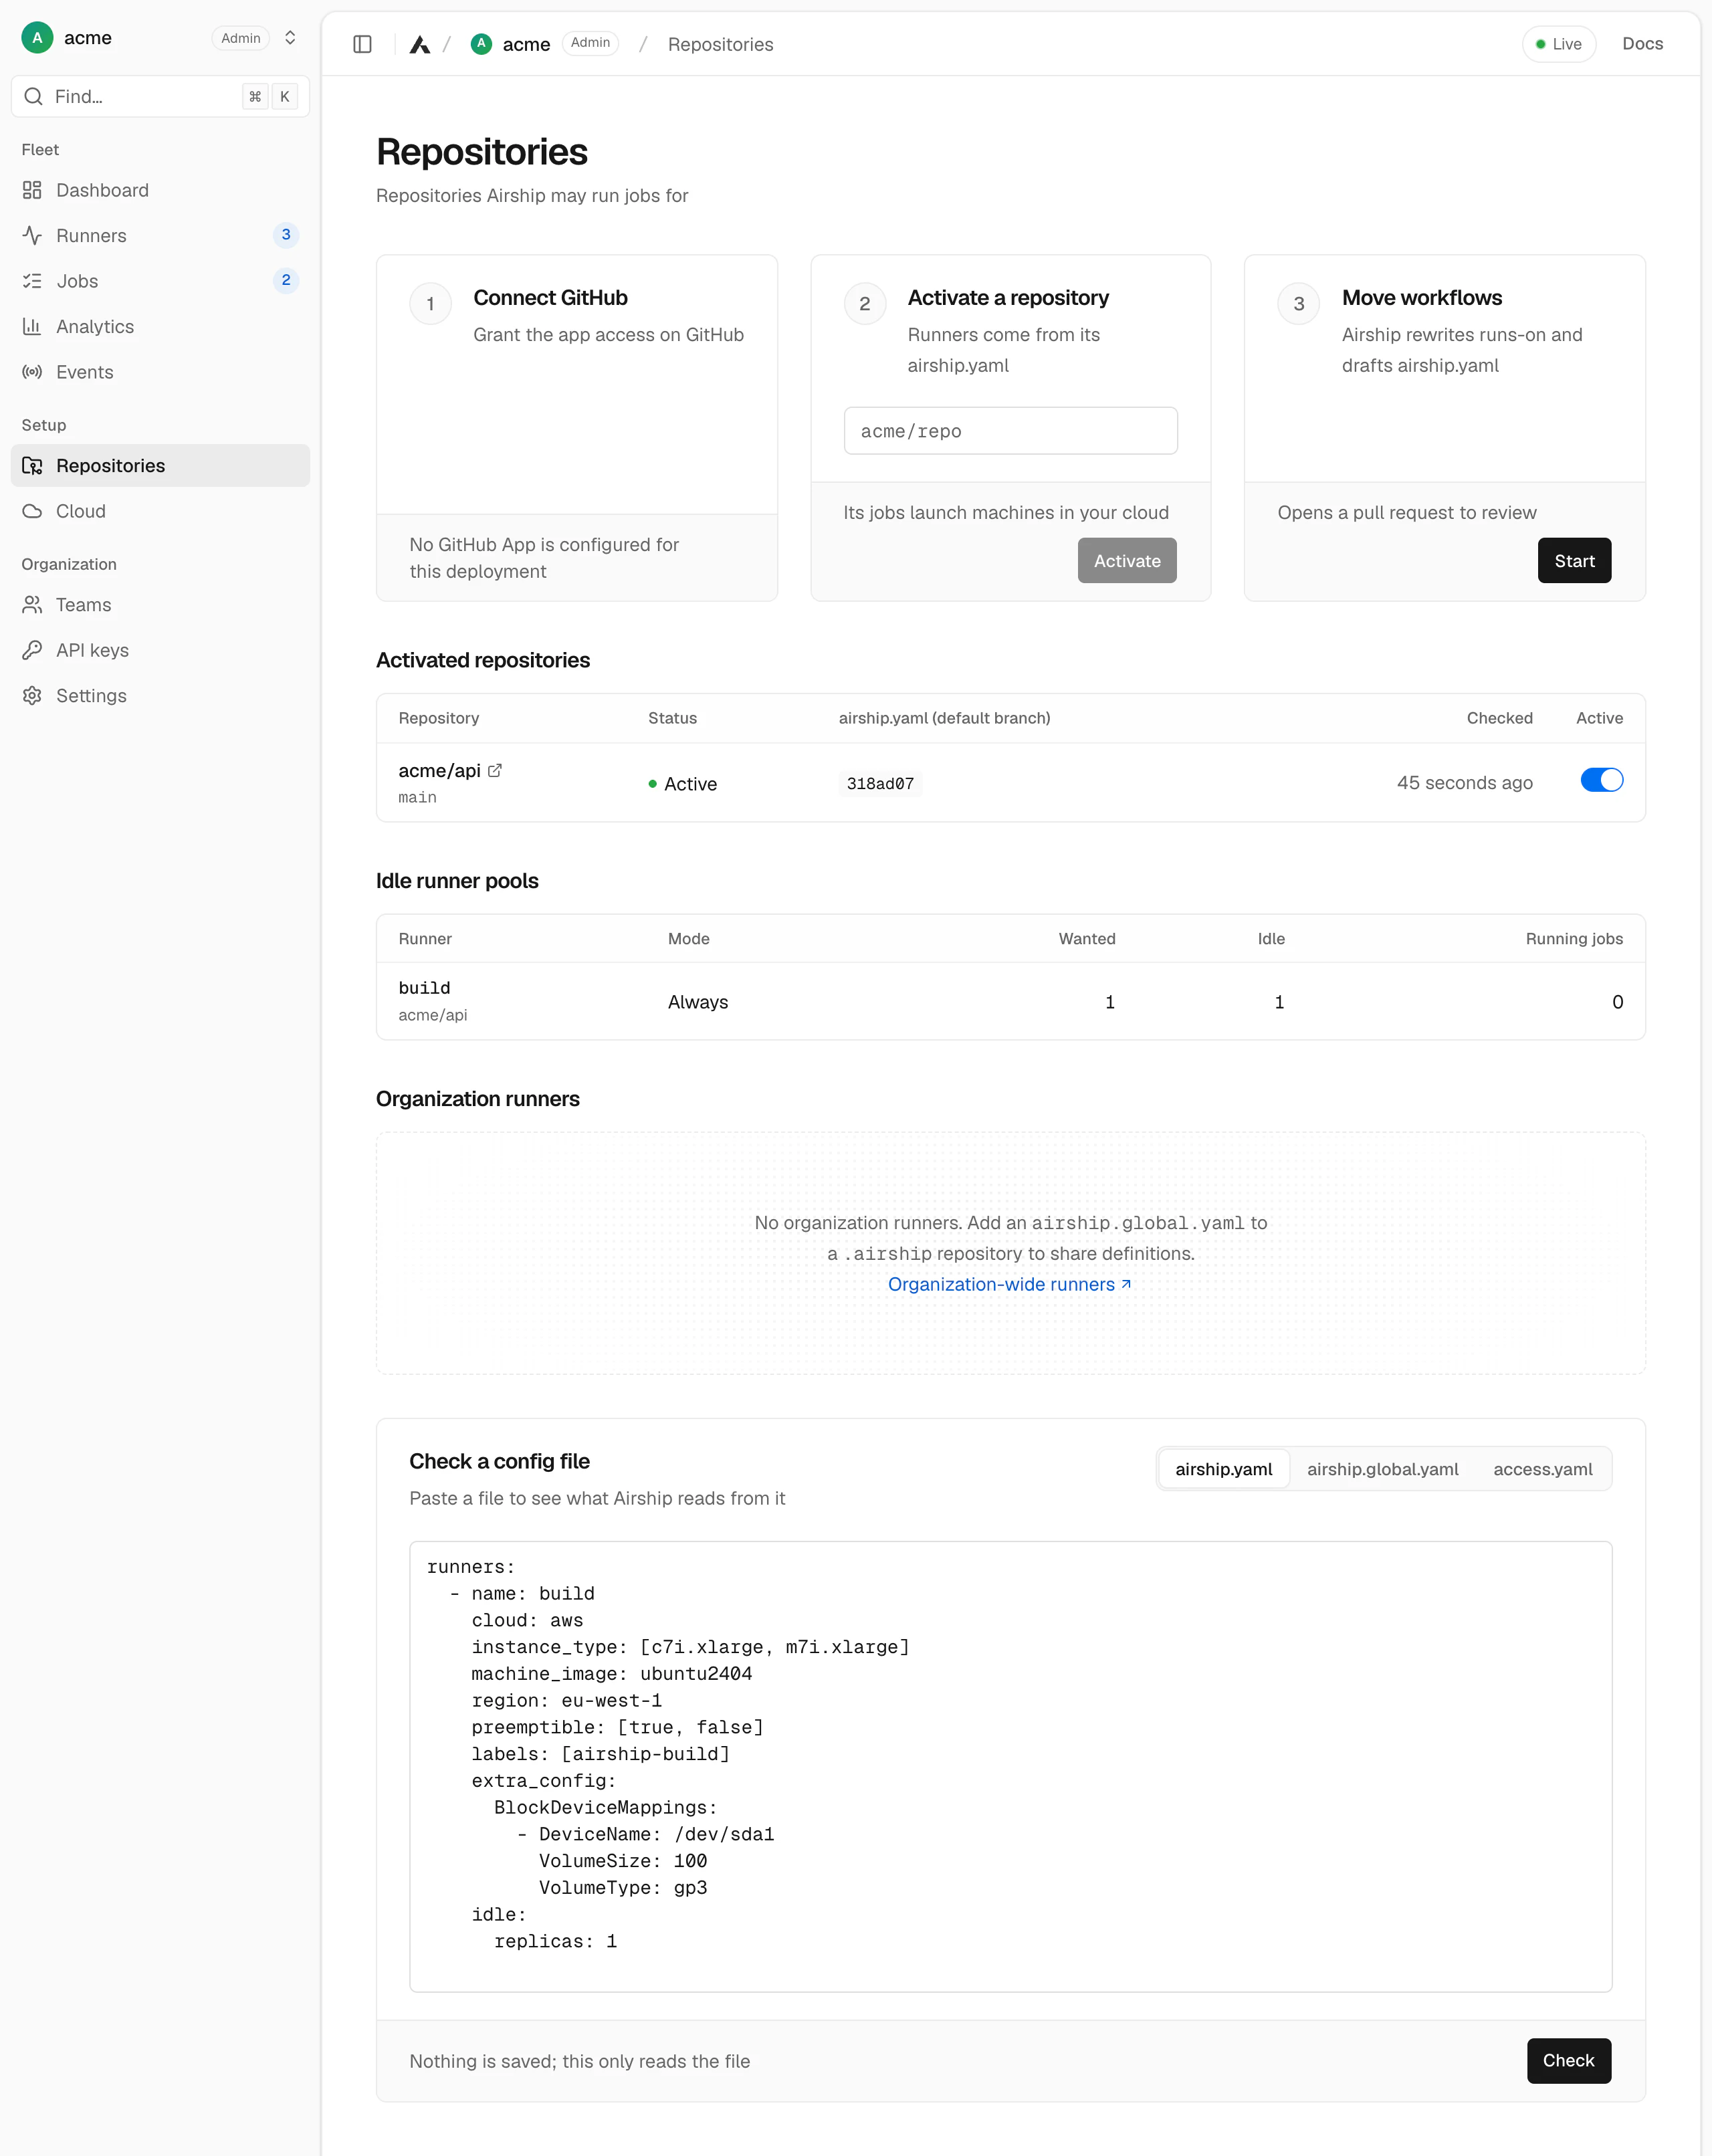 A acme Admin
Find... ⌘ K
Fleet
Dashboard
Runners 3
Jobs 2
Analytics
Events
Setup
Repositories
Cloud
Organization
Teams
API keys
Settings
/ A acme Admin / Repositories
Live
Docs
Repositories
Repositories Airship may run jobs for
1
Connect GitHub
Grant the app access on GitHub
No GitHub App is configured for
this deployment
2
Activate a repository
Runners come from its
airship.yaml
acme/repo
Its jobs launch machines in your cloud
Activate
3
Move workflows
Airship rewrites runs-on and
drafts airship.yaml
Opens a pull request to review
Start
Activated repositories
Repository Status airship.yaml (default branch) Checked Active
acme/api
main
Active
318ad07
45 seconds ago
Idle runner pools
Runner Mode Wanted Idle Running jobs
build
acme/api
Always 1 1 0
Organization runners
No organization runners. Add an airship.global.yaml to
a .airship repository to share definitions.
Organization-wide runners ↗
Check a config file
Paste a file to see what Airship reads from it
airship.yaml airship.global.yaml access.yaml
runners:
  - name: build
    cloud: aws
    instance_type: [c7i.xlarge, m7i.xlarge]
    machine_image: ubuntu2404
    region: eu-west-1
    preemptible: [true, false]
    labels: [airship-build]
    extra_config:
      BlockDeviceMappings:
        - DeviceName: /dev/sda1
          VolumeSize: 100
          VolumeType: gp3
    idle:
      replicas: 1
Nothing is saved; this only reads the file
Check